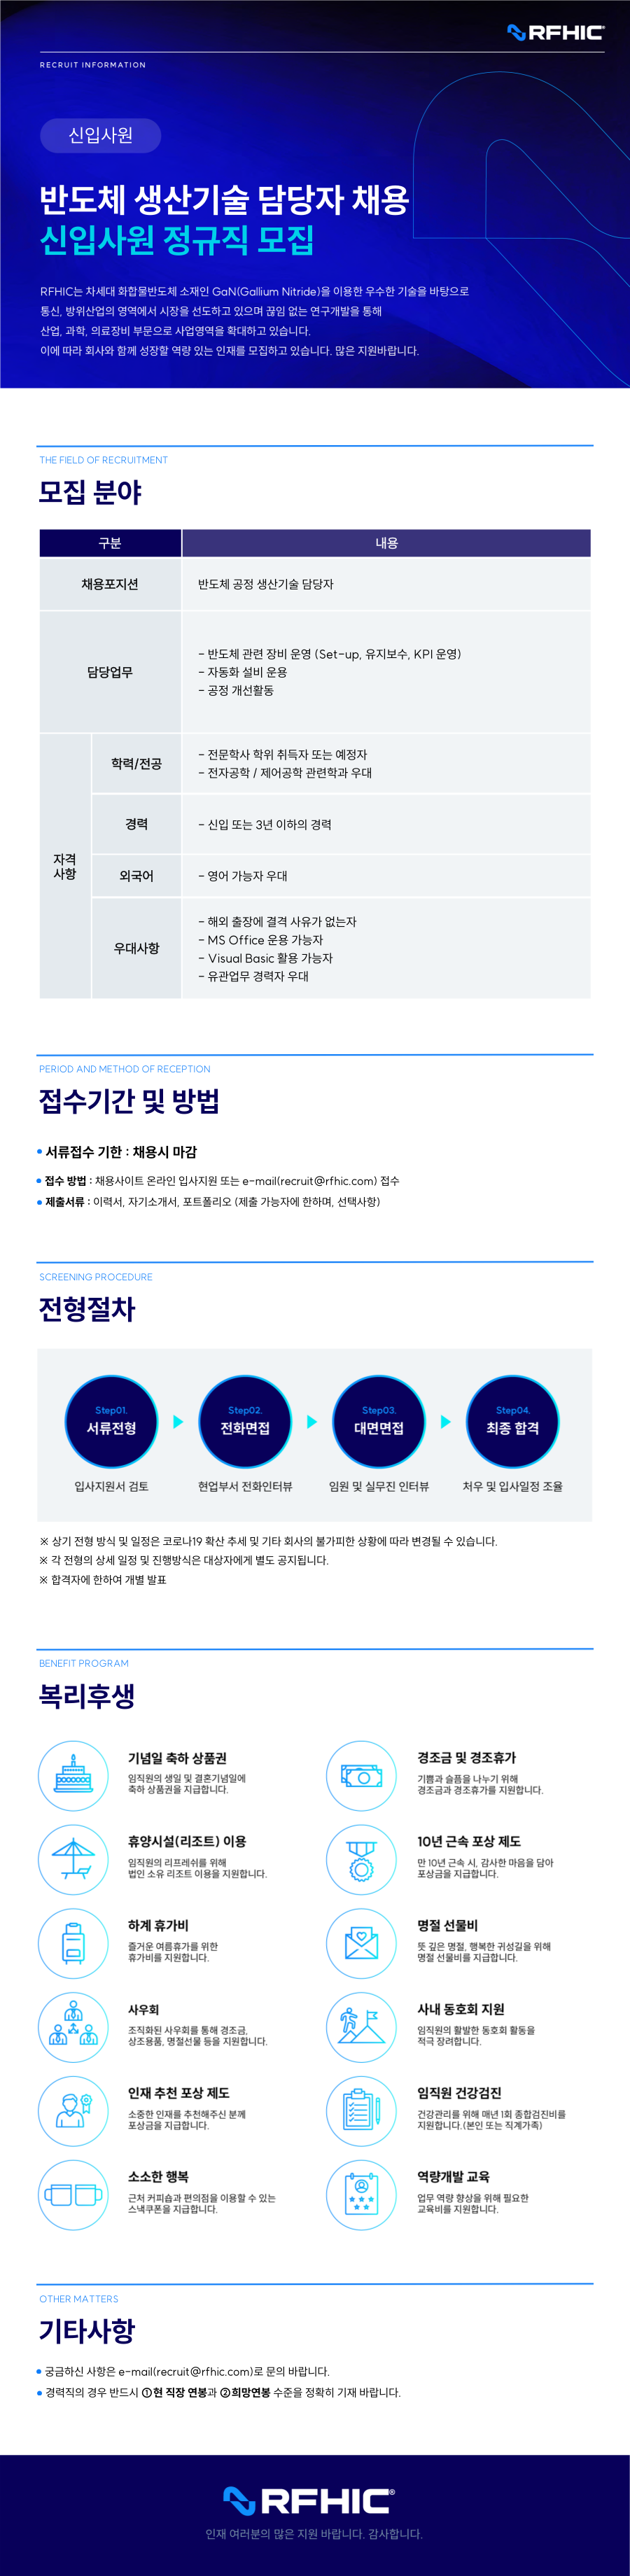 RFHIC®
RECRUIT INFORMATION
신입사원
반도체 생산기술 담당자 채용
신입사원 정규직 모집
RFHIC는 차세대 화합물반도체 소재인 GaN(Gallium Nitride)을 이용한 우수한 기술을 바탕으로
통신, 방위산업의 영역에서 시장을 선도하고 있으며 끊임 없는 연구개발을 통해
산업, 과학, 의료장비 부문으로 사업영역을 확대하고 있습니다.
이에 따라 회사와 함께 성장할 역량 있는 인재를 모집하고 있습니다. 많은 지원바랍니다.
THE FIELD OF RECRUITMENT
모집 분야
구분
내용
채용포지션
반도체 공정 생산기술 담당자
담당업무
- 반도체 관련 장비 운영 (Set-up, 유지보수, KPI 운영)
- 자동화 설비 운용
- 공정 개선활동
자격
사항
학력/전공
- 전문학사 학위 취득자 또는 예정자
- 전자공학 / 제어공학 관련학과 우대
경력
- 신입 또는 3년 이하의 경력
외국어
- 영어 가능자 우대
우대사항
- 해외 출장에 결격 사유가 없는자
- MS Office 운용 가능자
- Visual Basic 활용 가능자
- 유관업무 경력자 우대
PERIOD AND METHOD OF RECEPTION
접수기간 및 방법
• 서류접수 기한 : 채용시 마감
• 접수 방법 : 채용사이트 온라인 입사지원 또는 e-mail(recruit@rfhic.com) 접수
• 제출서류 : 이력서, 자기소개서, 포트폴리오 (제출 가능자에 한하며, 선택사항)
SCREENING PROCEDURE
전형절차
Step01.
서류전형
입사지원서 검토
Step02.
전화면접
현업부서 전화인터뷰
Step03.
대면면접
임원 및 실무진 인터뷰
Step04.
최종 합격
처우 및 입사일정 조율
※ 상기 전형 방식 및 일정은 코로나19 확산 추세 및 기타 회사의 불가피한 상황에 따라 변경될 수 있습니다.
※ 각 전형의 상세 일정 및 진행방식은 대상자에게 별도 공지됩니다.
※ 합격자에 한하여 개별 발표
BENEFIT PROGRAM
복리후생
기념일 축하 상품권
임직원의 생일 및 결혼기념일에
축하 상품권을 지급합니다.
경조금 및 경조휴가
기쁨과 슬픔을 나누기 위해
경조금과 경조휴가를 지원합니다.
휴양시설(리조트) 이용
임직원의 리프레쉬를 위해
법인 소유 리조트 이용을 지원합니다.
10년 근속 포상 제도
만 10년 근속 시, 감사한 마음을 담아
포상금을 지급합니다.
하계 휴가비
즐거운 여름휴가를 위한
휴가비를 지원합니다.
명절 선물비
뜻 깊은 명절, 행복한 귀성길을 위해
명절 선물비를 지급합니다.
사우회
조직화된 사우회를 통해 경조금,
상조용품, 명절선물 등을 지원합니다.
사내 동호회 지원
임직원의 활발한 동호회 활동을
적극 장려합니다.
인재 추천 포상 제도
소중한 인재를 추천해주신 분께
포상금을 지급합니다.
임직원 건강검진
건강관리를 위해 매년 1회 종합검진비를
지원합니다.(본인 또는 직계가족)
소소한 행복
근처 커피숍과 편의점을 이용할 수 있는
스낵쿠폰을 지급합니다.
역량개발 교육
업무 역량 향상을 위해 필요한
교육비를 지원합니다.
OTHER MATTERS
기타사항
• 궁금하신 사항은 e-mail(recruit@rfhic.com)로 문의 바랍니다.
• 경력직의 경우 반드시 ①현 직장 연봉과 ②희망연봉 수준을 정확히 기재 바랍니다.
RFHIC®
인재 여러분의 많은 지원 바랍니다. 감사합니다.